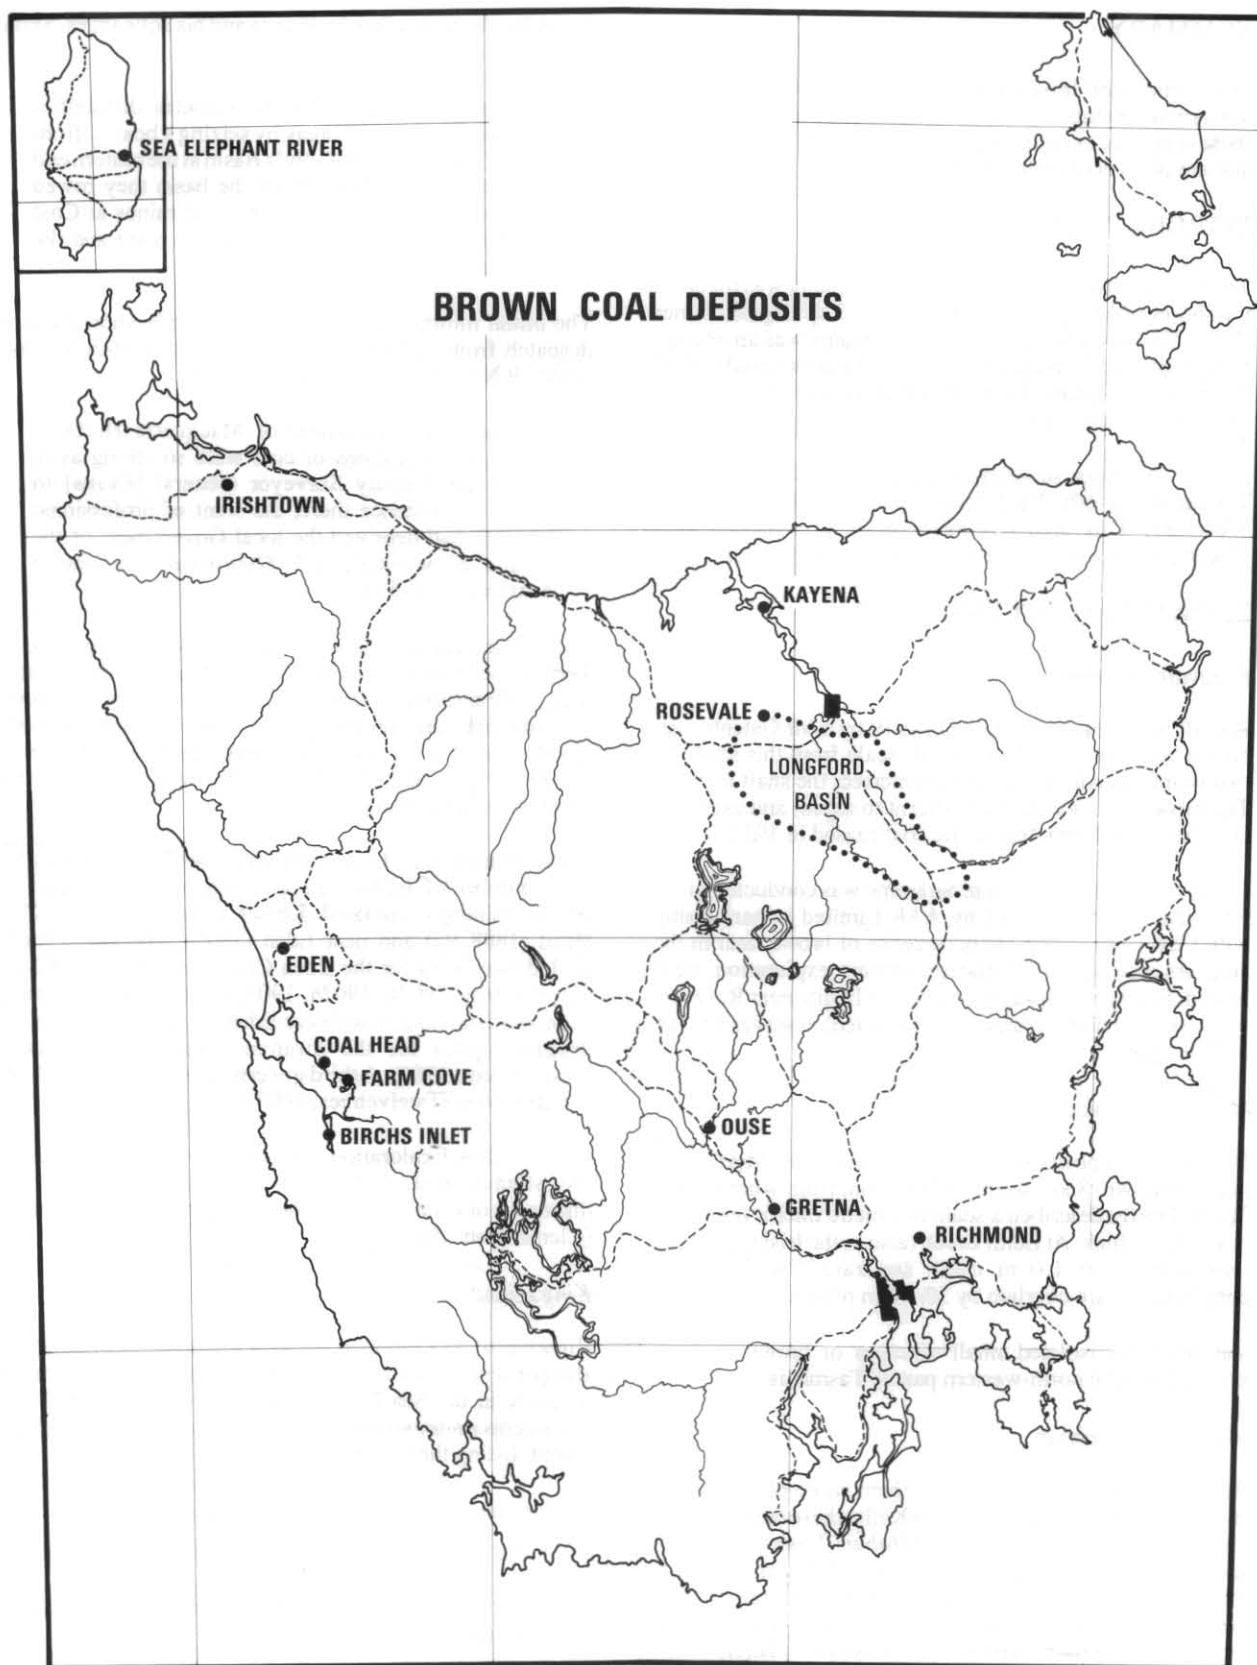 SEA ELEPHANT RIVER
BROWN COAL DEPOSITS
IRISHTOWN
KAYENA
ROSEVALE
LONGFORD
BASIN
EDEN
COAL HEAD
FARM COVE
BIRCHS INLET
OUSE
GRETNA
RICHMOND